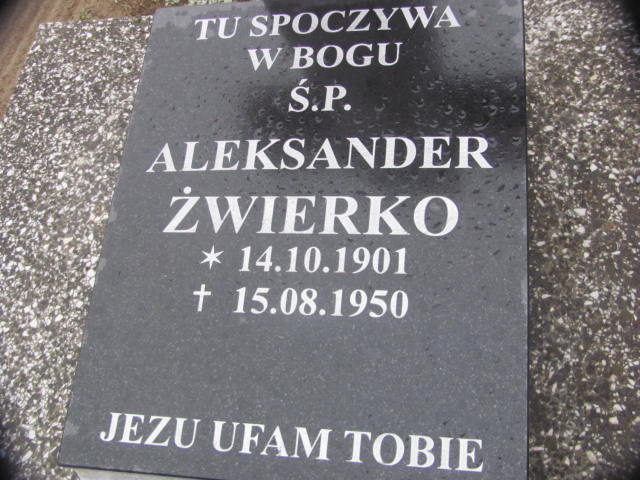 TU SPOCZYWA
W BOGU
Ś.P.
ALEKSANDER
ŻWIERKO
✶ 14.10.1901
† 15.08.1950
JEZU UFAM TOBIE